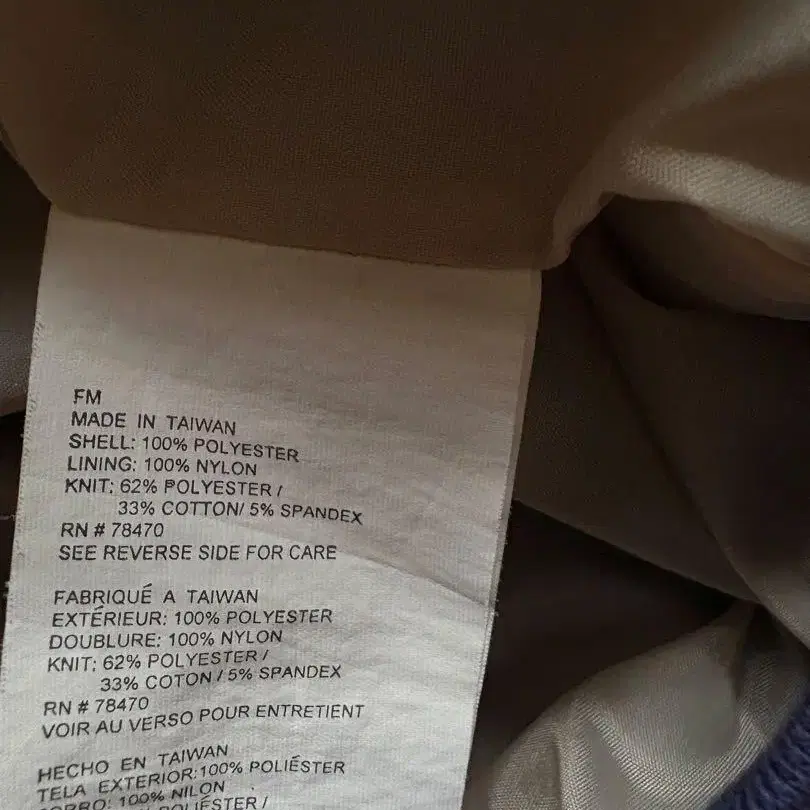 FM
MADE IN TAIWAN
SHELL: 100% POLYESTER
LINING: 100% NYLON
KNIT: 62% POLYESTER /
33% COTTON/ 5% SPANDEX
RN # 78470
SEE REVERSE SIDE FOR CARE
FABRIQUÉ A TAIWAN
EXTÉRIEUR: 100% POLYESTER
DOUBLURE: 100% NYLON
KNIT: 62% POLYESTER /
33% COTON / 5% SPANDEX
RN # 78470
VOIR AU VERSO POUR ENTRETIENT
HECHO EN TAIWAN
TELA EXTERIOR: 100% POLIÉSTER
100% NILON
POLIÉSTER /